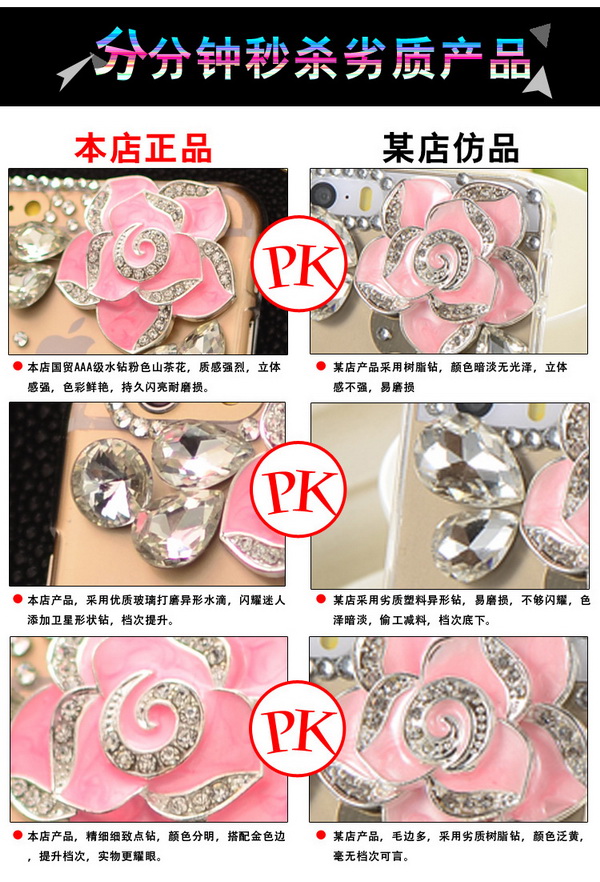 分分钟秒杀劣质产品
本店正品
某店仿品
PK
本店国贸AAA级水钻粉色山茶花，质感强烈，立体
感强，色彩鲜艳，持久闪亮耐磨损。
某店产品采用树脂钻，颜色暗淡无光泽，立体
感不强，易磨损
PK
本店产品，采用优质玻璃打磨异形水滴，闪耀迷人
添加卫星形状钻，档次提升。
某店采用劣质塑料异形钻，易磨损，不够闪耀，色
泽暗淡，偷工减料，档次底下。
PK
本店产品，精细细致点钻，颜色分明，搭配金色边
，提升档次，实物更耀眼。
某店产品，毛边多，采用劣质树脂钻，颜色泛黄，
毫无档次可言。